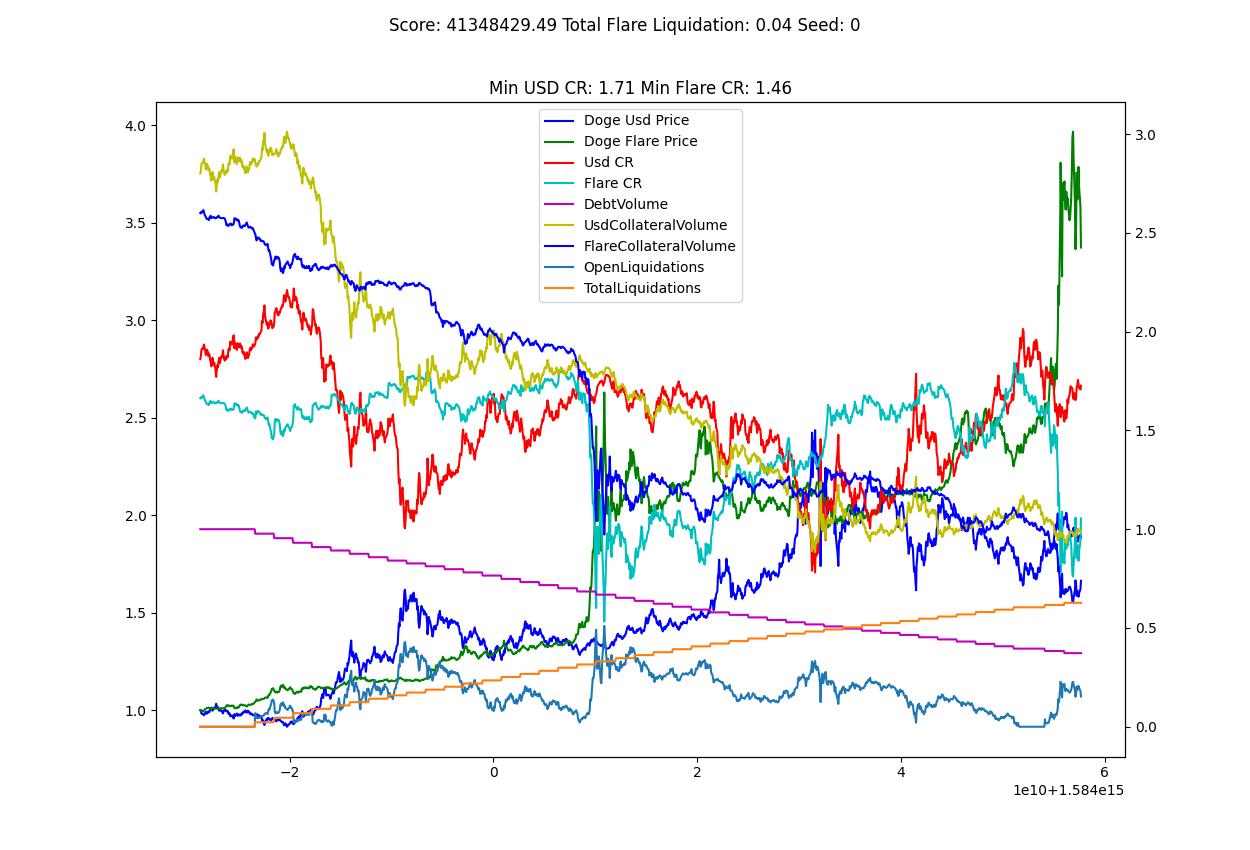 Score: 41348429.49 Total Flare Liquidation: 0.04 Seed: 0
Min USD CR: 1.71 Min Flare CR: 1.46
Doge Usd Price
Doge Flare Price
Usd CR
Flare CR
DebtVolume
UsdCollateralVolume
FlareCollateralVolume
OpenLiquidations
TotalLiquidations
4.0
3.5
3.0
2.5
2.0
1.5
1.0
3.0
2.5
2.0
1.5
1.0
0.5
0.0
−2
0
2
4
6
1e10+1.584e15